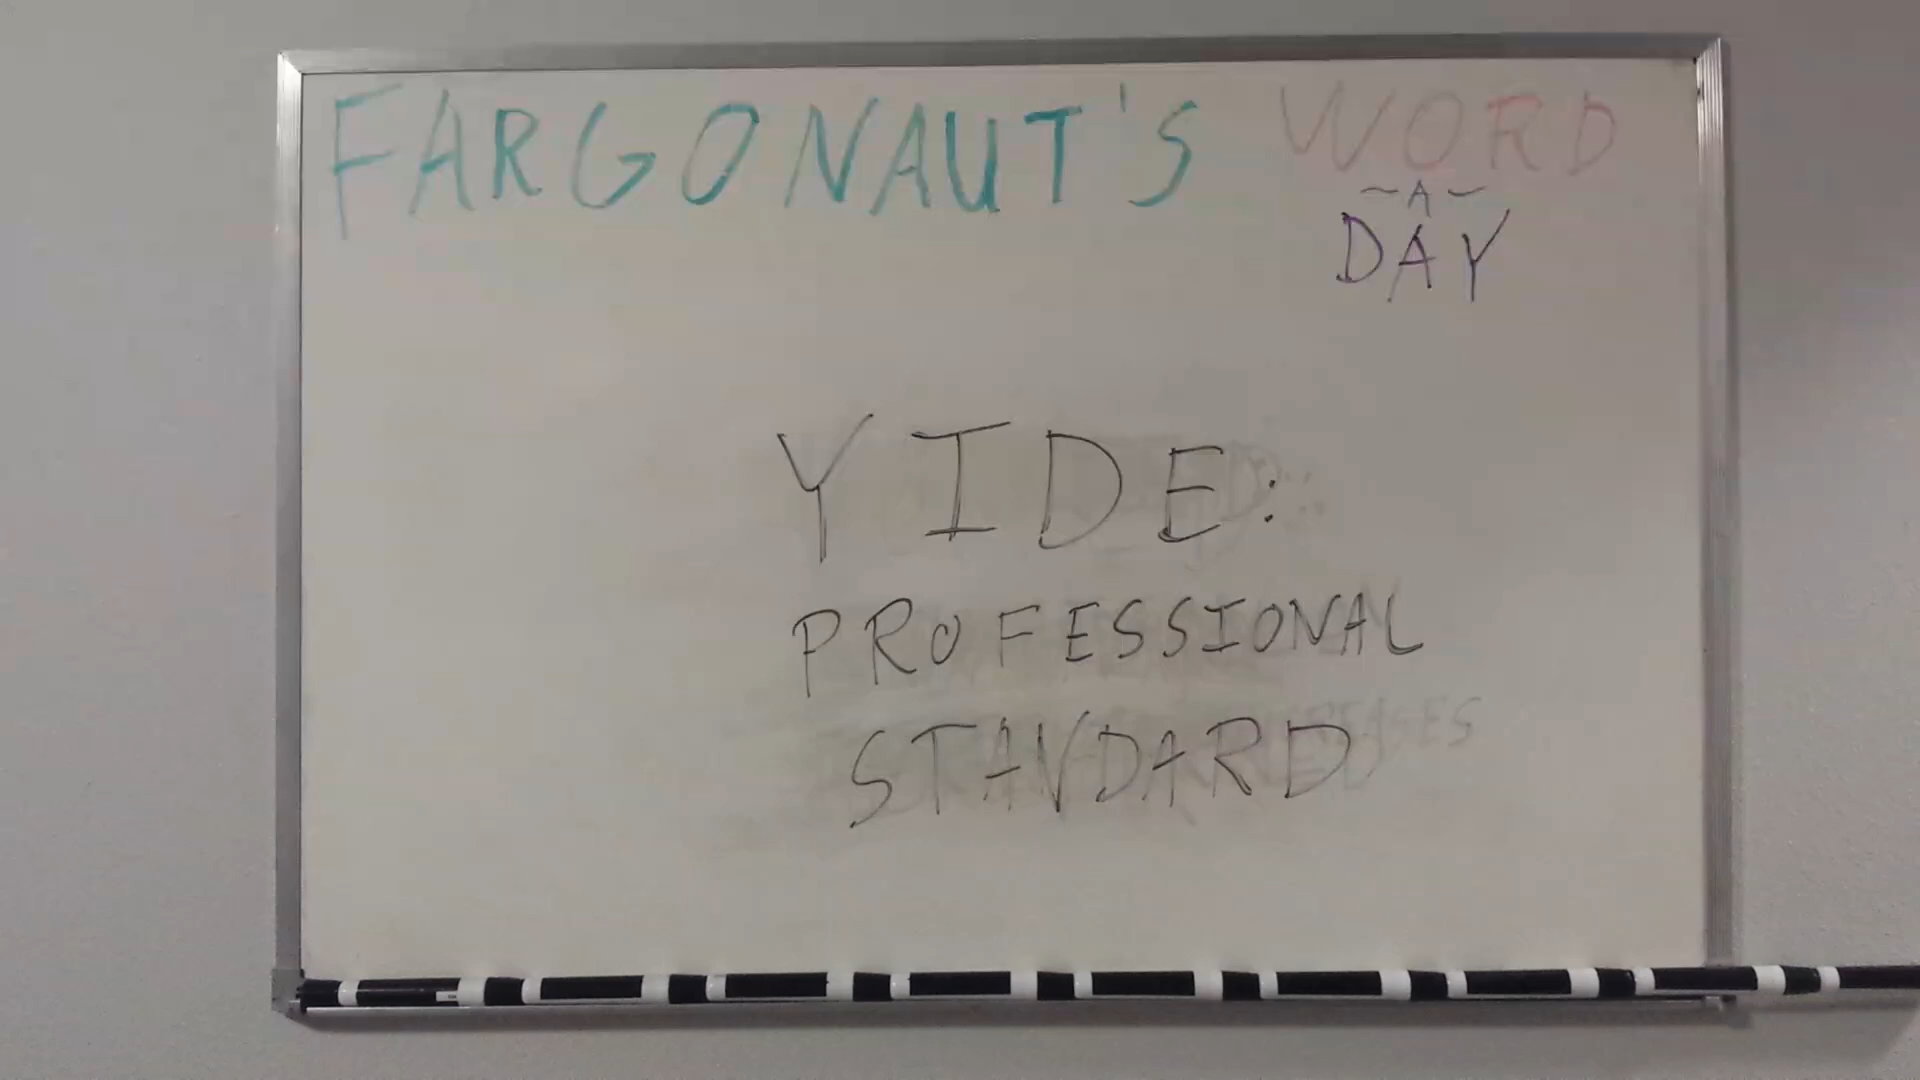 FARGONAUT'S WORD
~A~
DAY
YIDE:
PROFESSIONAL
STANDARD